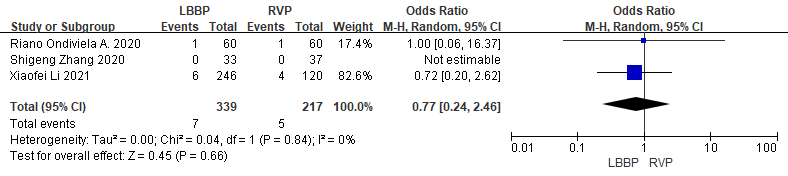 LBBP RVP Odds Ratio Odds Ratio
Study or Subgroup Events Total Events Total Weight M-H, Random, 95% CI M-H, Random, 95% CI
Riano Ondiviela A. 2020 1 60 1 60 17.4% 1.00 [0.06, 16.37]
Shigeng Zhang 2020 0 33 0 37 Not estimable
Xiaofei Li 2021 6 246 4 120 82.6% 0.72 [0.20, 2.62]
Total (95% CI) 339 217 100.0% 0.77 [0.24, 2.46]
Total events 7 5
Heterogeneity: Tau² = 0.00; Chi² = 0.04, df = 1 (P = 0.84); I² = 0%
Test for overall effect: Z = 0.45 (P = 0.66)
0.01 0.1 1 10 100
LBBP RVP